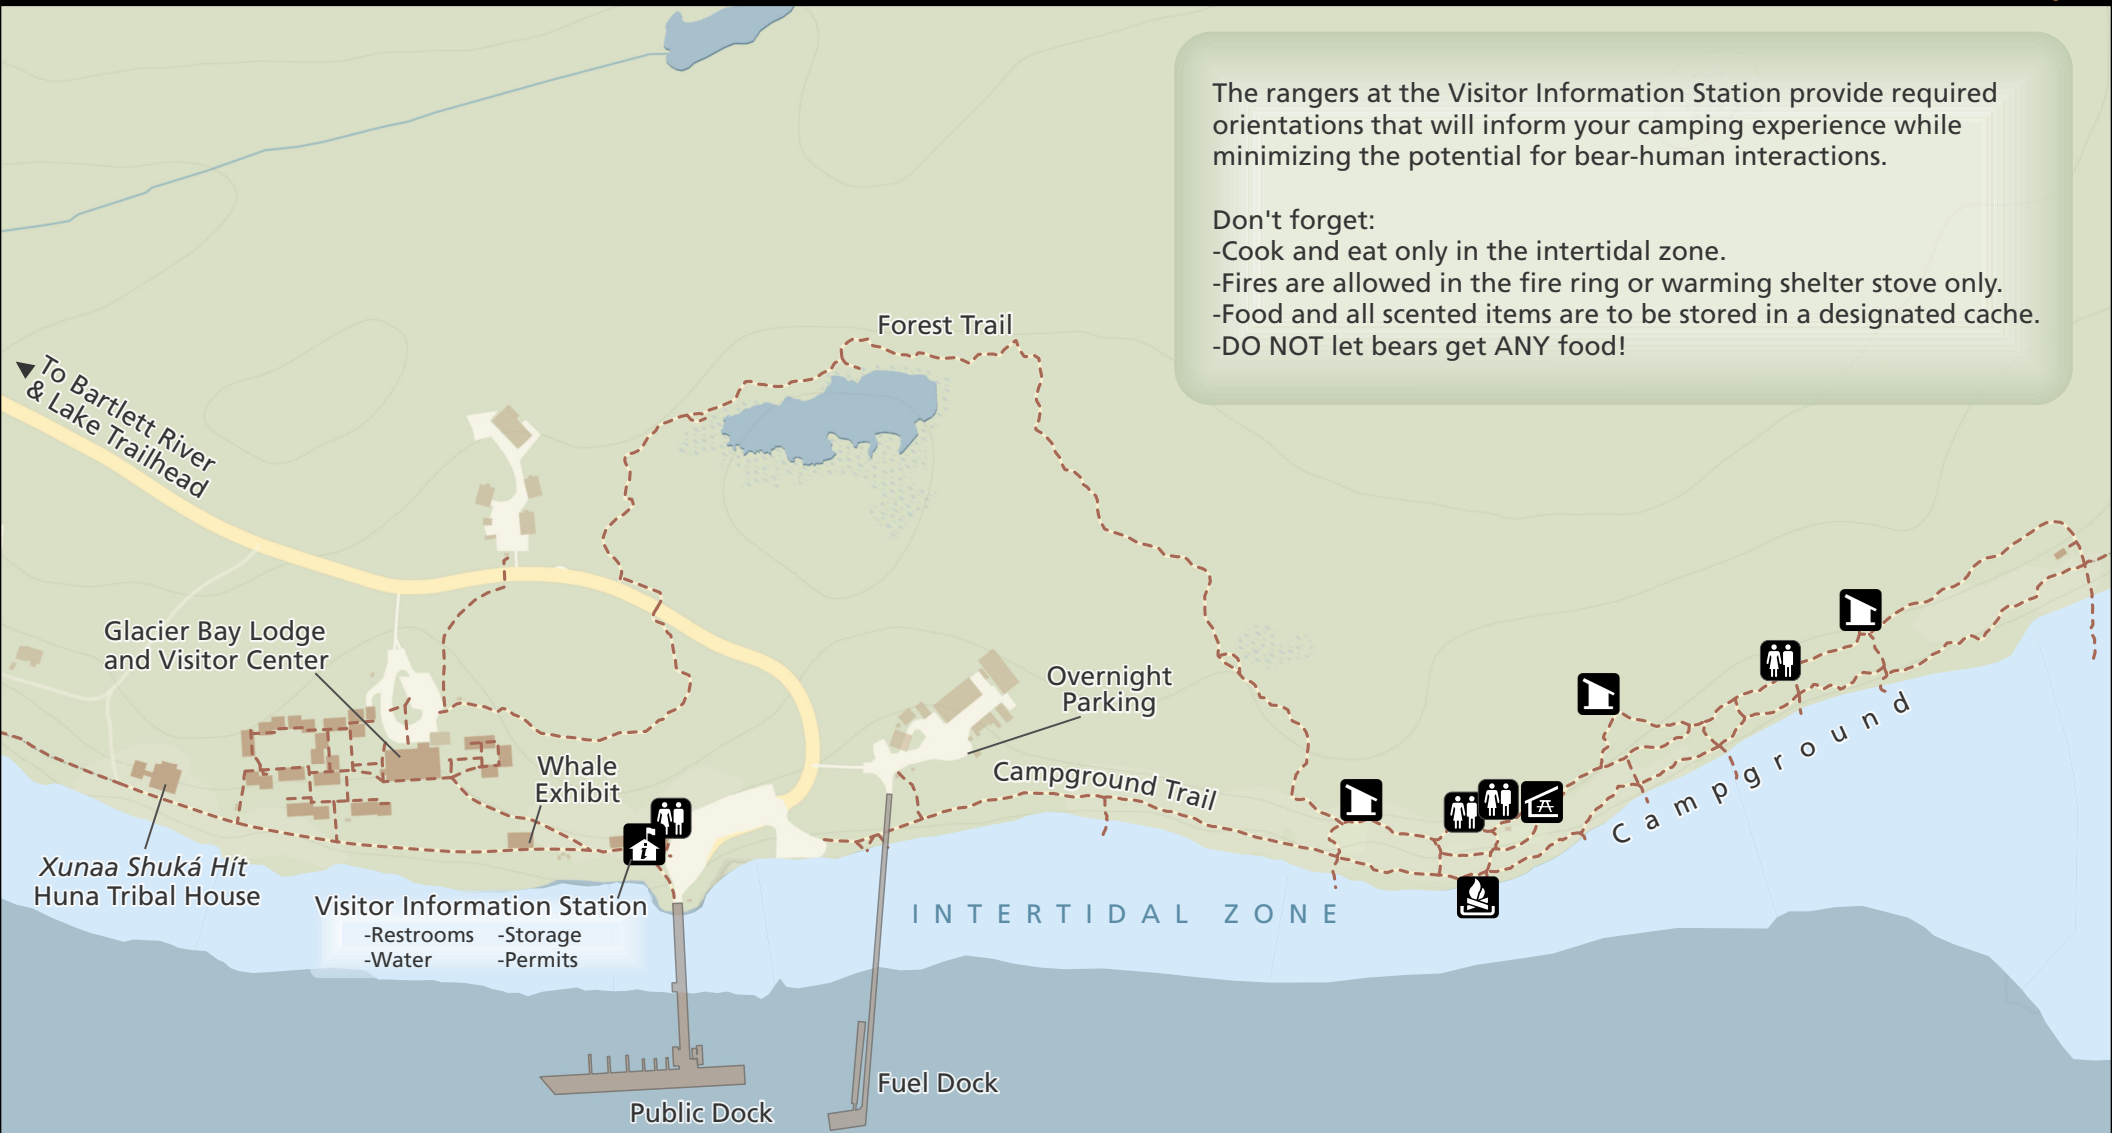 The rangers at the Visitor Information Station provide required
orientations that will inform your camping experience while
minimizing the potential for bear-human interactions.
Don't forget:
-Cook and eat only in the intertidal zone.
-Fires are allowed in the fire ring or warming shelter stove only.
-Food and all scented items are to be stored in a designated cache.
-DO NOT let bears get ANY food!
Forest Trail
To Bartlett River
& Lake Trailhead
Glacier Bay Lodge
and Visitor Center
Overnight
Parking
Whale
Exhibit
Campground Trail
Campground
Xunaa Shuká Hít
Huna Tribal House
i
Visitor Information Station
-Restrooms -Storage
-Water -Permits
INTERTIDAL ZONE
Fuel Dock
Public Dock